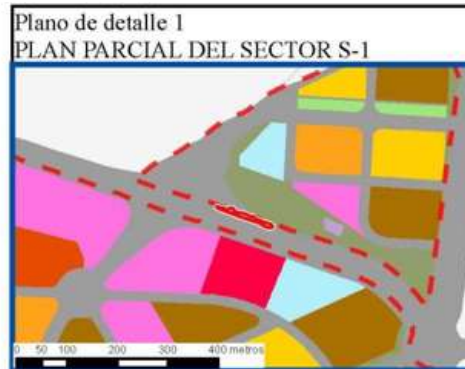 Plano de detalle 1
PLAN PARCIAL DEL SECTOR S-1
0 50 100 200 300 400 metros